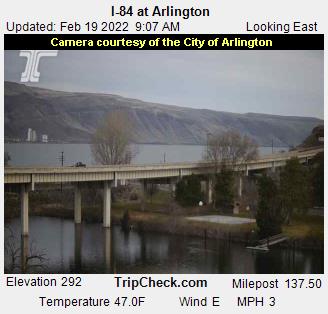 I-84 at Arlington
Updated: Feb 19 2022 9:07 AM Looking East
Camera courtesy of the City of Arlington
Elevation 292 TripCheck.com Milepost 137.50
Temperature 47.0F Wind E MPH 3